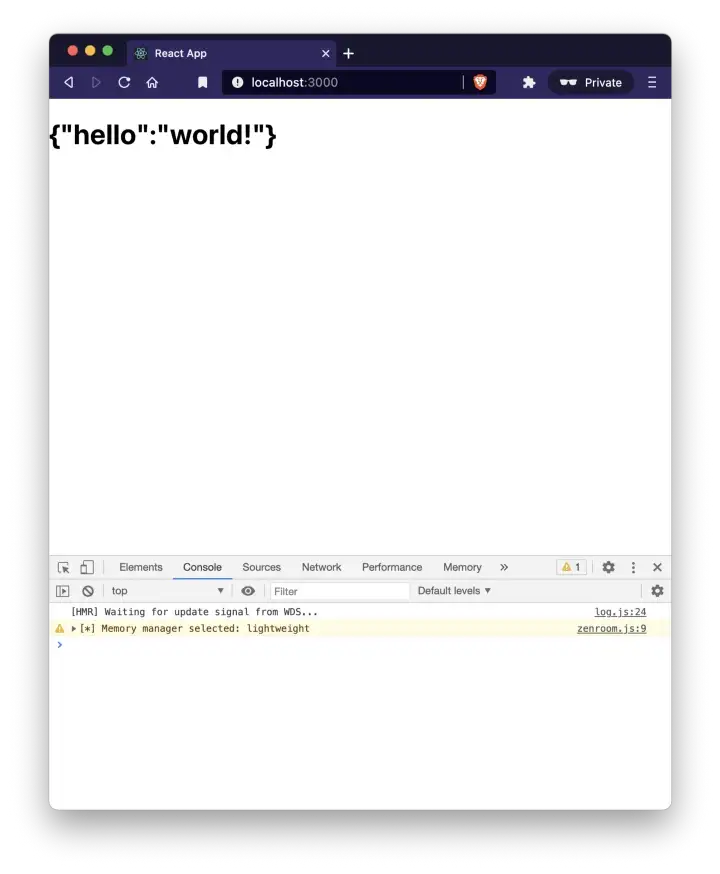 React App
localhost:3000
Private
{"hello":"world!"}
Elements Console Sources Network Performance Memory » 1
top Filter Default levels
[HMR] Waiting for update signal from WDS... log.js:24
[*] Memory manager selected: lightweight zenroom.js:9